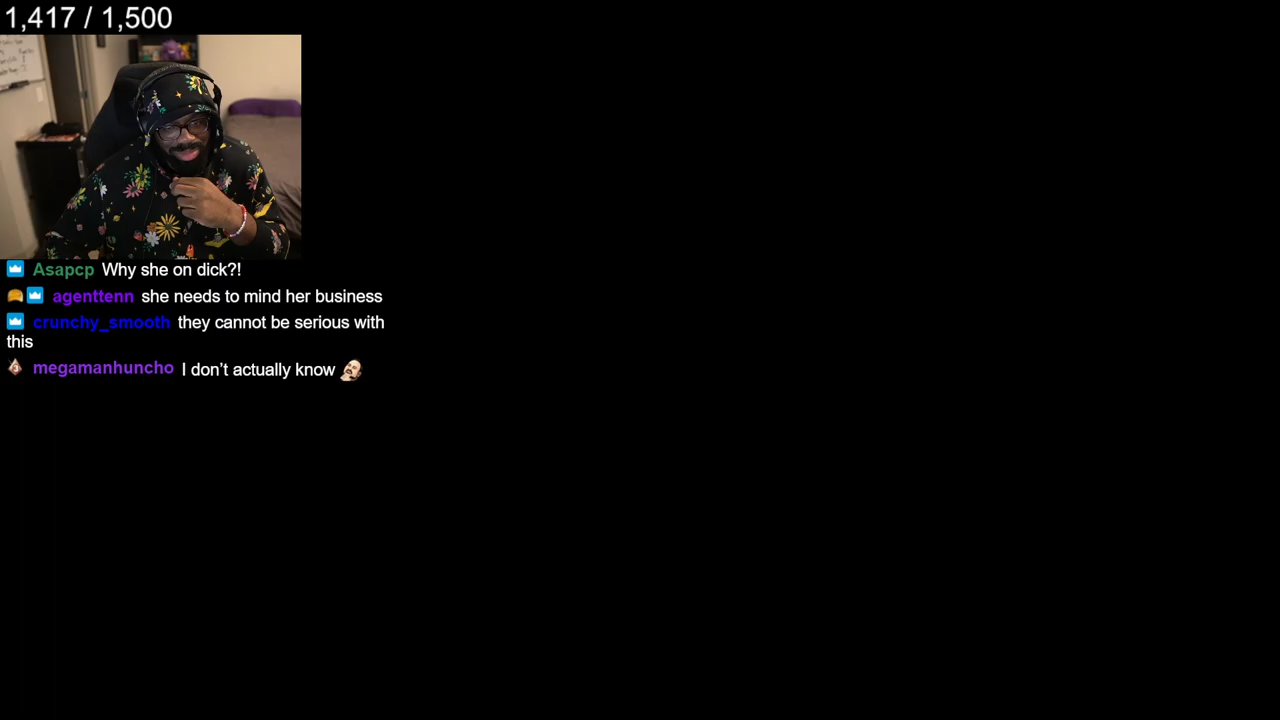 1,417 / 1,500
Asapcp Why she on dick?!
agenttenn she needs to mind her business
crunchy_smooth they cannot be serious with
this
megamanhuncho I don’t actually know